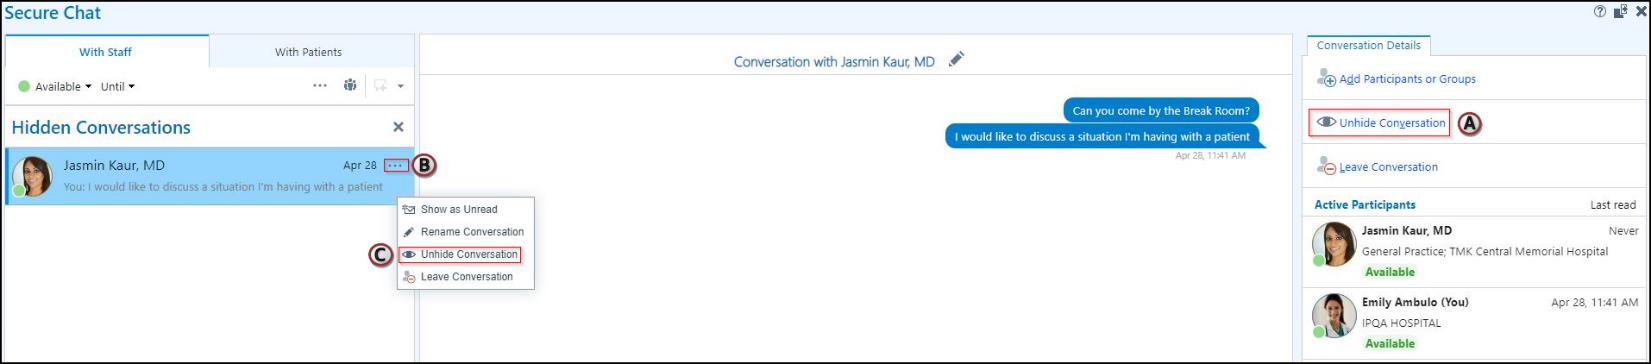 Secure Chat
With Staff
With Patients
Available
Until
Hidden Conversations
Jasmin Kaur, MD
Apr 28
B
You: I would like to discuss a situation I'm having with a patient
Show as Unread
Rename Conversation
C
Unhide Conversation
Leave Conversation
Conversation with Jasmin Kaur, MD
Can you come by the Break Room?
I would like to discuss a situation I'm having with a patient
Apr 28, 11:41 AM
Conversation Details
Add Participants or Groups
Unhide Conversation
A
Leave Conversation
Active Participants
Last read
Jasmin Kaur, MD
Never
General Practice; TMK Central Memorial Hospital
Available
Emily Ambulo (You)
Apr 28, 11:41 AM
IPQA HOSPITAL
Available